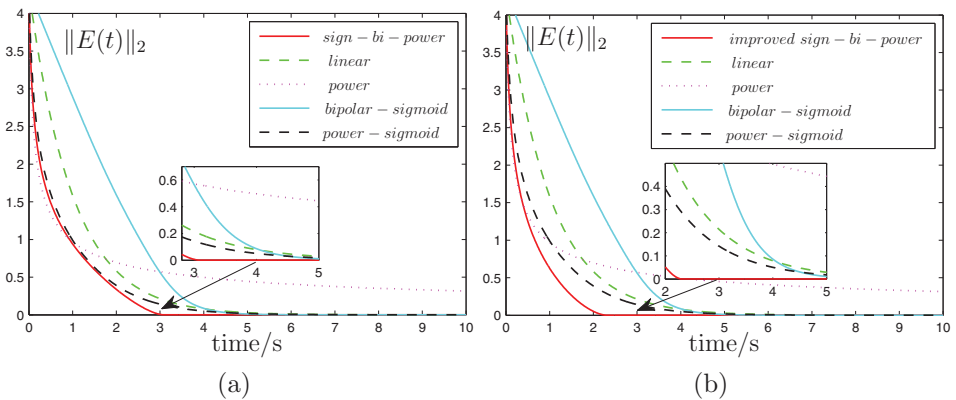 ‖E(t)‖₂
sign − bi − power
linear
power
bipolar − sigmoid
power − sigmoid
4
3.5
3
2.5
2
1.5
1
0.5
0
0.6
0.4
0.2
0
3 4 5
0 1 2 3 4 5 6 7 8 9 10
time/s
(a)
‖E(t)‖₂
improved sign − bi − power
linear
power
bipolar − sigmoid
power − sigmoid
4
3.5
3
2.5
2
1.5
1
0.5
0
0.4
0.3
0.2
0.1
0
2 3 4 5
0 1 2 3 4 5 6 7 8 9 10
time/s
(b)